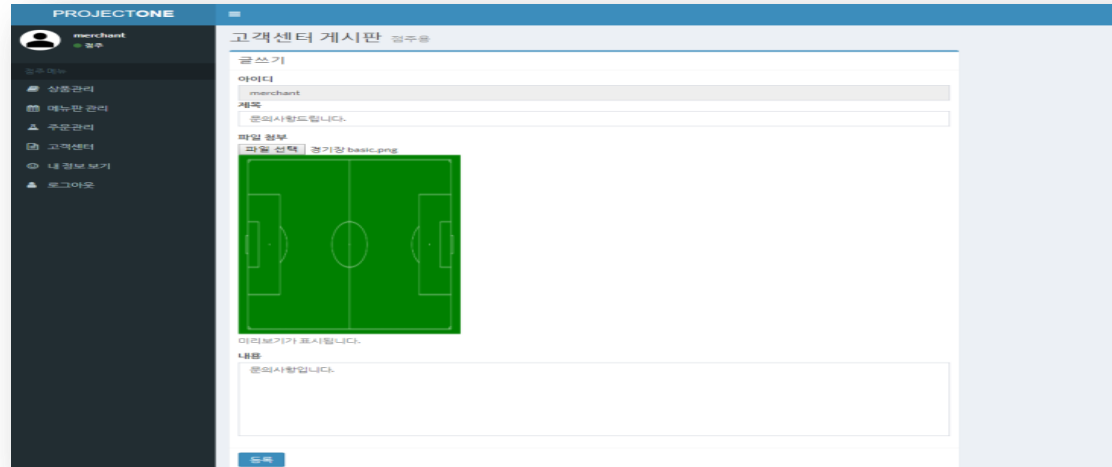 PROJECTONE
merchant
점주
점주메뉴
상품관리
메뉴판 관리
주문관리
고객센터
내 정보 보기
로그아웃
고객센터 게시판 점주용
글쓰기
아이디
merchant
제목
문의사항드립니다.
파일 첨부
파일 선택 경기장 basic.png
미리보기가 표시됩니다.
내용
문의사항입니다.
등록